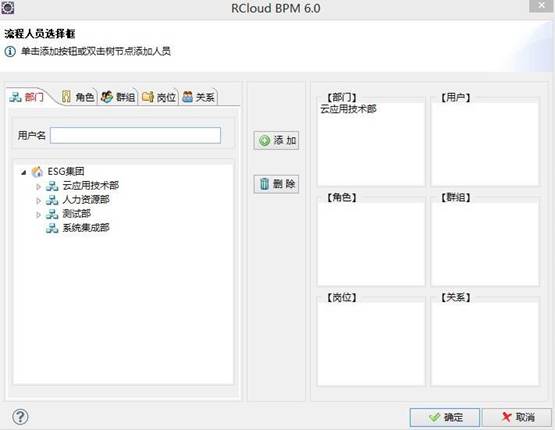 RCloud BPM 6.0
流程人员选择框
单击添加按钮或双击树节点添加人员
部门 角色 群组 岗位 关系
用户名
ESG集团
云应用技术部
人力资源部
测试部
系统集成部
添加
删除
【部门】 【用户】
云应用技术部
【角色】 【群组】
【岗位】 【关系】
确定 取消